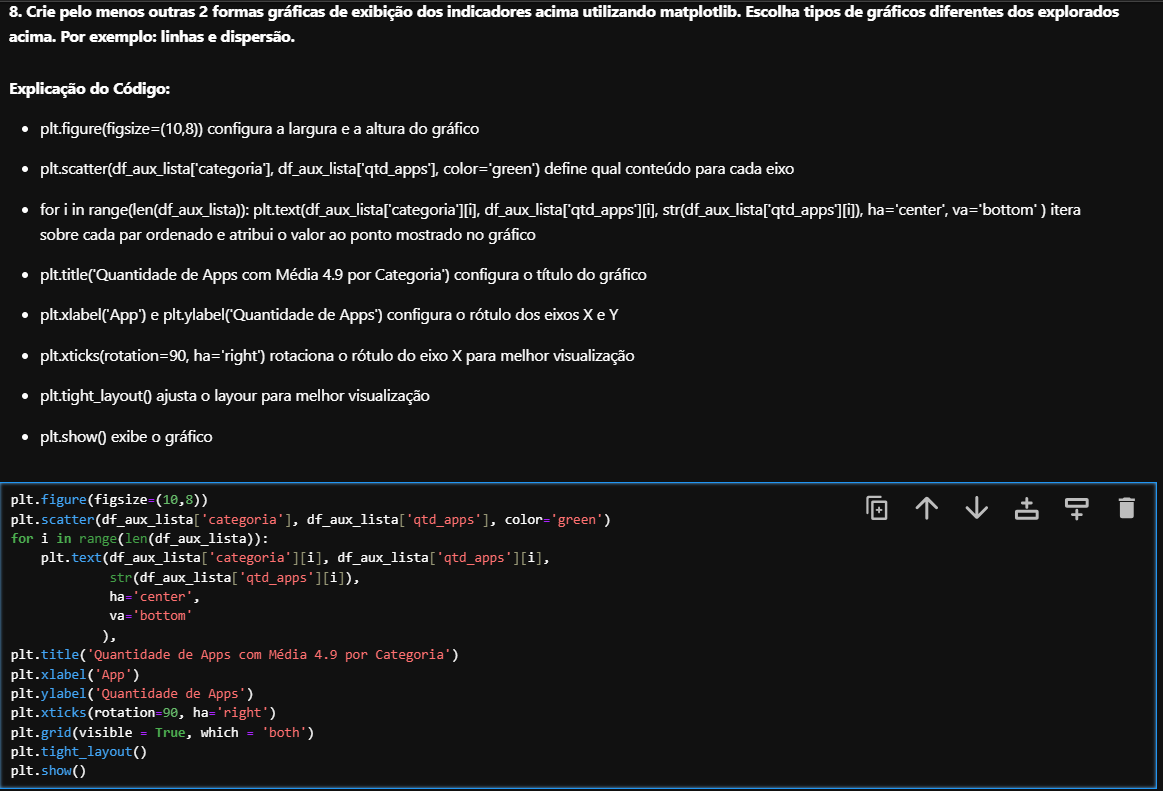 8. Crie pelo menos outras 2 formas gráficas de exibição dos indicadores acima utilizando matplotlib. Escolha tipos de gráficos diferentes dos explorados
acima. Por exemplo: linhas e dispersão.
Explicação do Código:
• plt.figure(figsize=(10,8)) configura a largura e a altura do gráfico
• plt.scatter(df_aux_lista['categoria'], df_aux_lista['qtd_apps'], color='green') define qual conteúdo para cada eixo
• for i in range(len(df_aux_lista)): plt.text(df_aux_lista['categoria'][i], df_aux_lista['qtd_apps'][i], str(df_aux_lista['qtd_apps'][i]), ha='center', va='bottom' ) itera
sobre cada par ordenado e atribui o valor ao ponto mostrado no gráfico
• plt.title('Quantidade de Apps com Média 4.9 por Categoria') configura o título do gráfico
• plt.xlabel('App') e plt.ylabel('Quantidade de Apps') configura o rótulo dos eixos X e Y
• plt.xticks(rotation=90, ha='right') rotaciona o rótulo do eixo X para melhor visualização
• plt.tight_layout() ajusta o layour para melhor visualização
• plt.show() exibe o gráfico
plt.figure(figsize=(10,8))
plt.scatter(df_aux_lista['categoria'], df_aux_lista['qtd_apps'], color='green')
for i in range(len(df_aux_lista)):
    plt.text(df_aux_lista['categoria'][i], df_aux_lista['qtd_apps'][i],
             str(df_aux_lista['qtd_apps'][i]),
             ha='center',
             va='bottom'
            ),
plt.title('Quantidade de Apps com Média 4.9 por Categoria')
plt.xlabel('App')
plt.ylabel('Quantidade de Apps')
plt.xticks(rotation=90, ha='right')
plt.grid(visible = True, which = 'both')
plt.tight_layout()
plt.show()